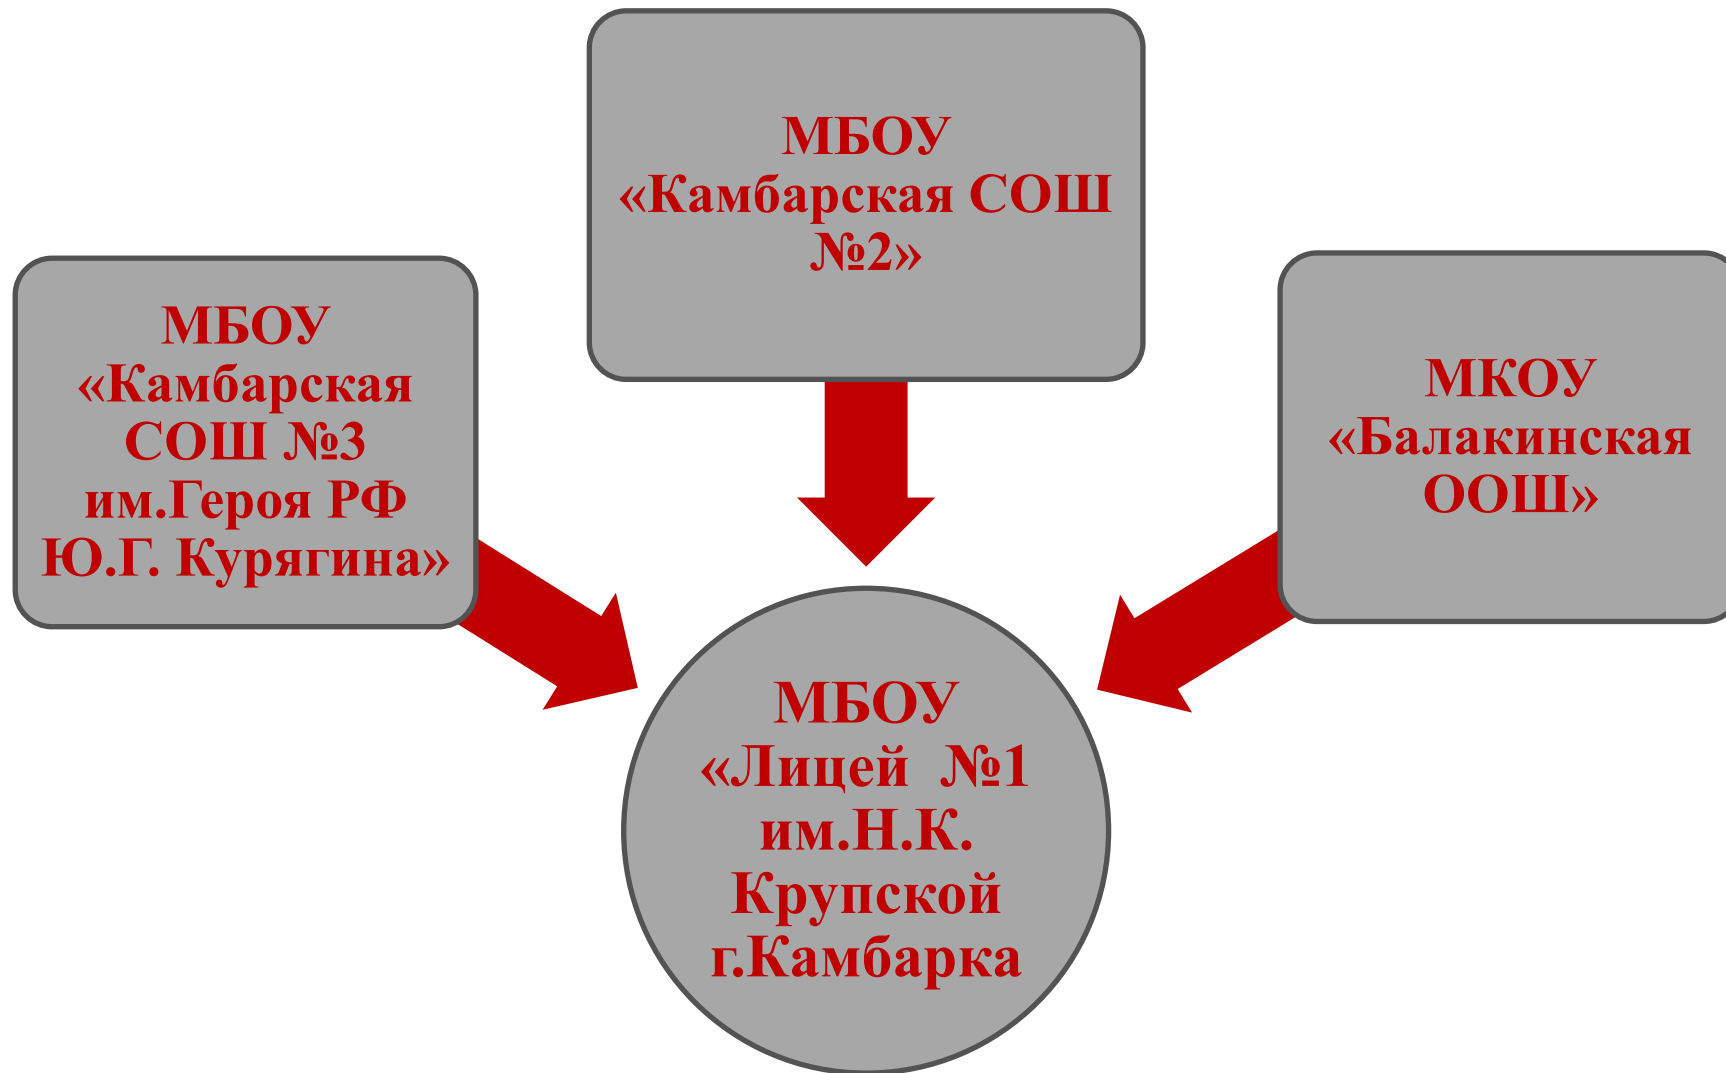 МБОУ
«Камбарская СОШ
№2»
МБОУ
«Камбарская
СОШ №3
им.Героя РФ
Ю.Г. Курягина»
МКОУ
«Балакинская
ООШ»
МБОУ
«Лицей  №1
им.Н.К.
Крупской
г.Камбарка